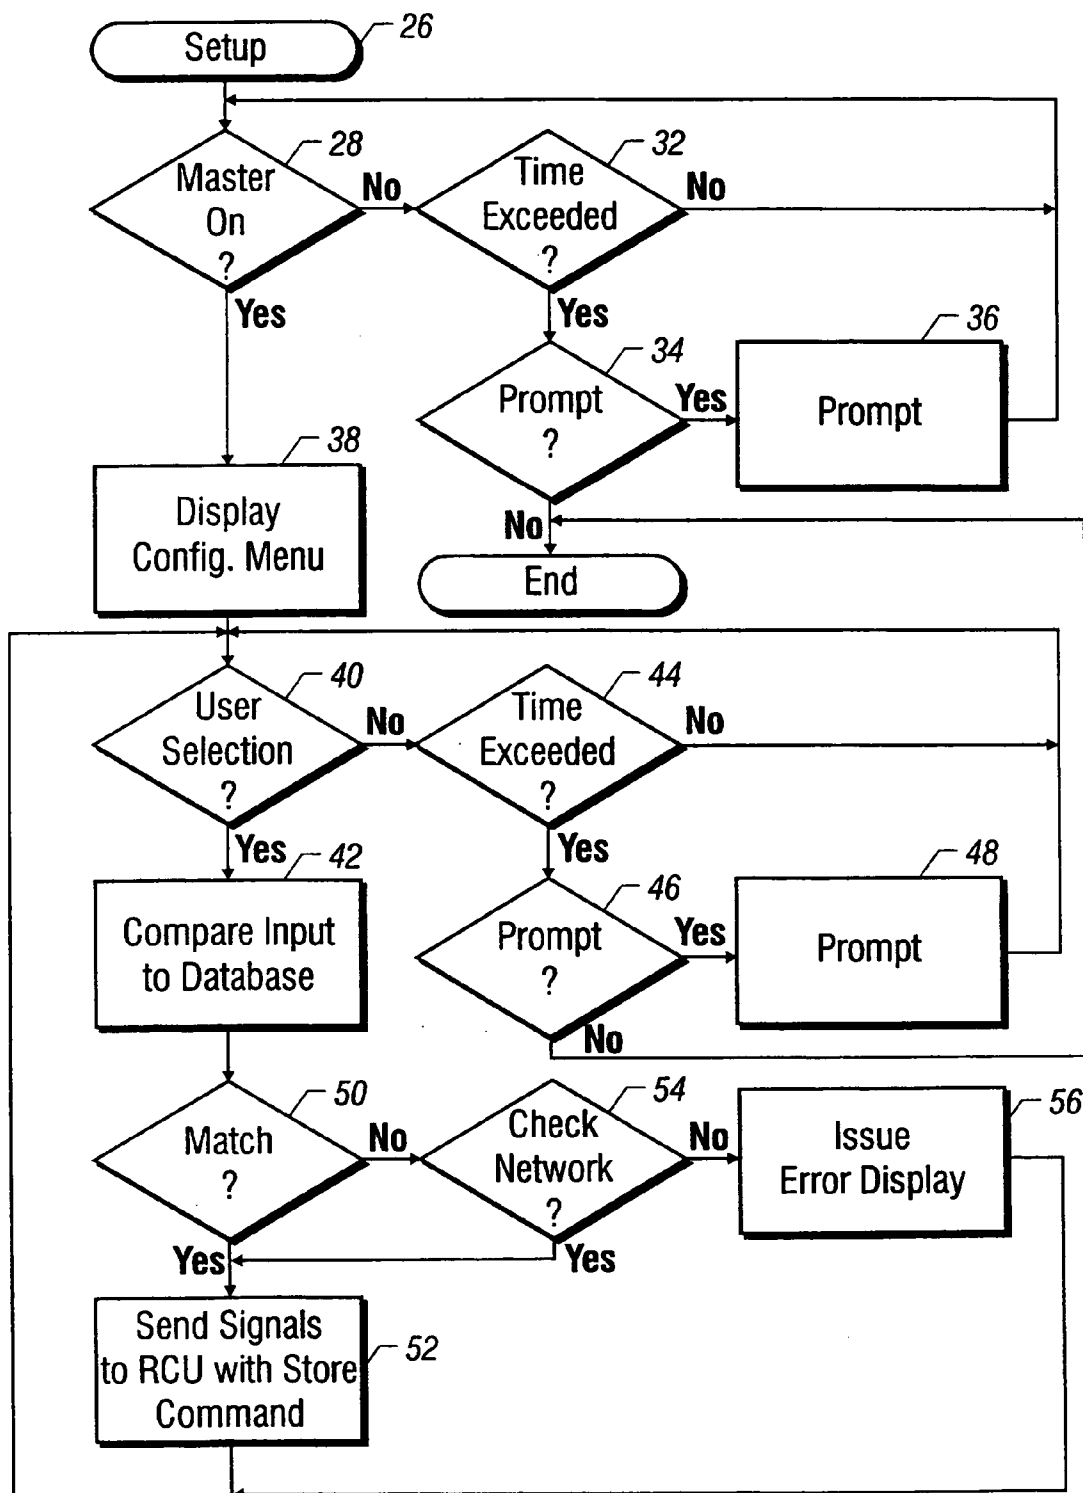 Setup
26
Master
On
?
28
No
Yes
Time
Exceeded
?
32
No
Yes
Prompt
?
34
Yes
No
Prompt
36
Display
Config. Menu
38
End
User
Selection
?
40
No
Yes
Time
Exceeded
?
44
No
Yes
Compare Input
to Database
42
Prompt
?
46
Yes
No
Prompt
48
Match
?
50
No
Yes
Check
Network
?
54
No
Yes
Issue
Error Display
56
Send Signals
to RCU with Store
Command
52